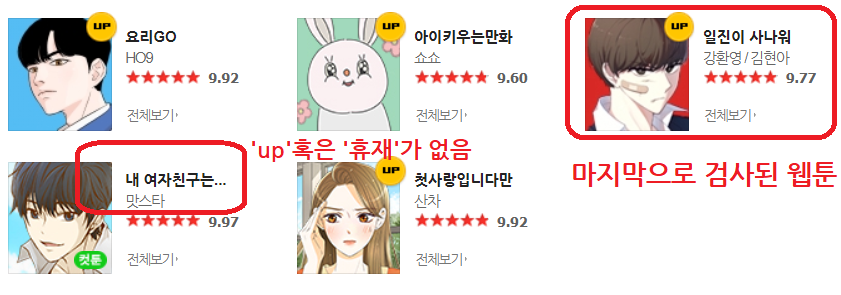 UP
요리GO
HO9
9.92
전체보기
UP
아이키우는만화
쇼쇼
9.60
전체보기
UP
일진이 사나워
강환영 / 김현아
9.77
전체보기
'up'혹은 '휴재'가 없음
마지막으로 검사된 웹툰
내 여자친구는...
맛스타
9.97
전체보기
컷툰
UP
첫사랑입니다만
산차
9.92
전체보기